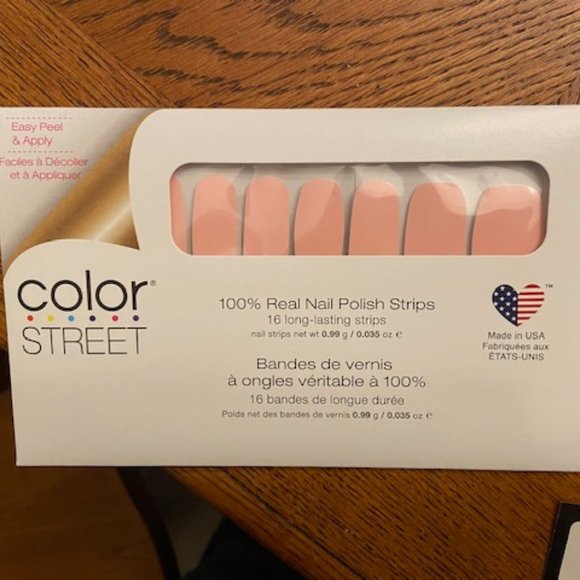 Easy Peel
& Apply
Faciles à Décoller
et à Appliquer
color®
STREET
100% Real Nail Polish Strips
16 long-lasting strips
nail strips net wt 0.99 g / 0.035 oz ℮
Bandes de vernis
à ongles véritable à 100%
16 bandes de longue durée
Poids net des bandes de vernis 0.99 g / 0.035 oz ℮
™
Made in USA
Fabriquées aux
ÉTATS-UNIS